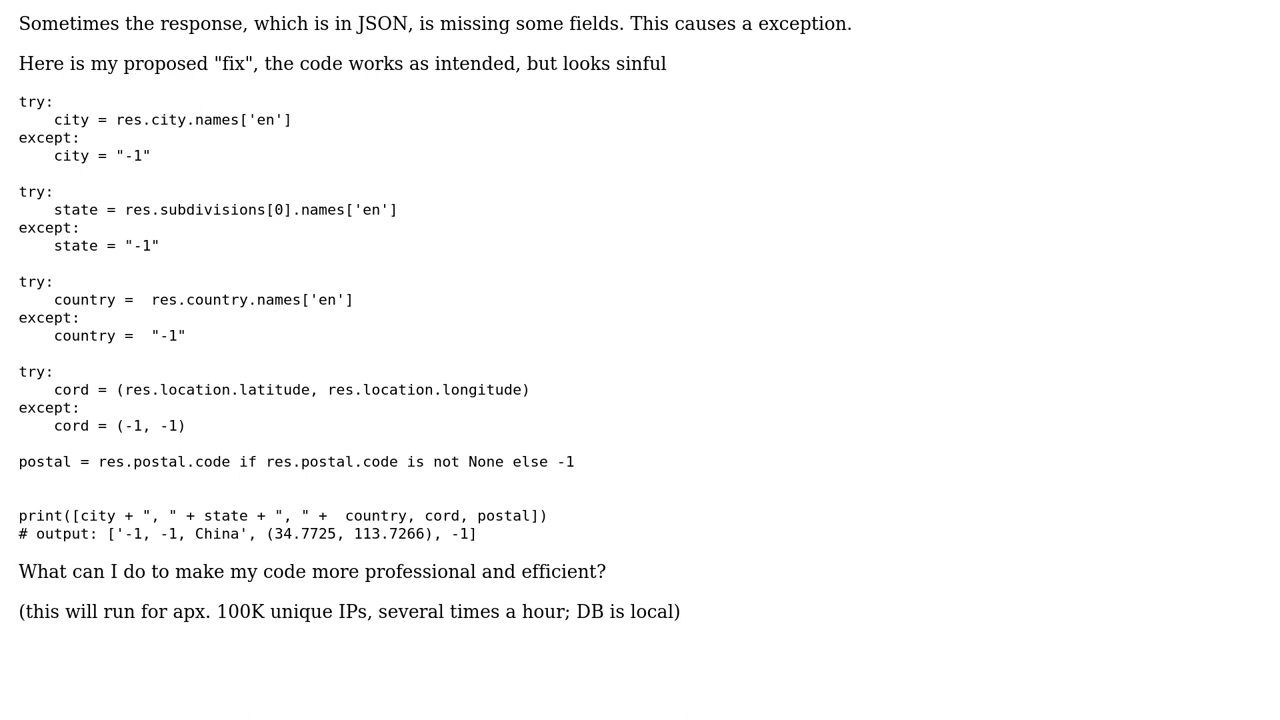 Sometimes the response, which is in JSON, is missing some fields. This causes a exception.
Here is my proposed "fix", the code works as intended, but looks sinful
try:
    city = res.city.names['en']
except:
    city = "-1"
try:
    state = res.subdivisions[0].names['en']
except:
    state = "-1"
try:
    country =  res.country.names['en']
except:
    country =  "-1"
try:
    cord = (res.location.latitude, res.location.longitude)
except:
    cord = (-1, -1)
postal = res.postal.code if res.postal.code is not None else -1
print([city + ", " + state + ", " +  country, cord, postal])
# output: ['-1, -1, China', (34.7725, 113.7266), -1]
What can I do to make my code more professional and efficient?
(this will run for apx. 100K unique IPs, several times a hour; DB is local)